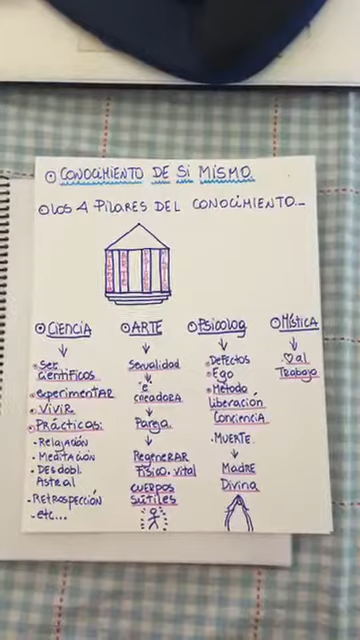 CONOCIMIENTO DE SI MISMO
LOS 4 PILARES DEL CONOCIMIENTO...
CIENCIA
Ser
Científicos
experimentar
VIVIR
PRÁCTICAS:
- Relajación
- Meditación
- Desdobl.
Astral
- Retrospección
- etc...
ARTE
Sexualidad
creadora
Pareja
Regenerar
Físico. vital
cuerpos
sutiles
Psicolog
Defectos
Ego
Método
liberación
Conciencia
- MUERTE.
MADRE
Divina
MÍSTICA
♡ al
Trabajo